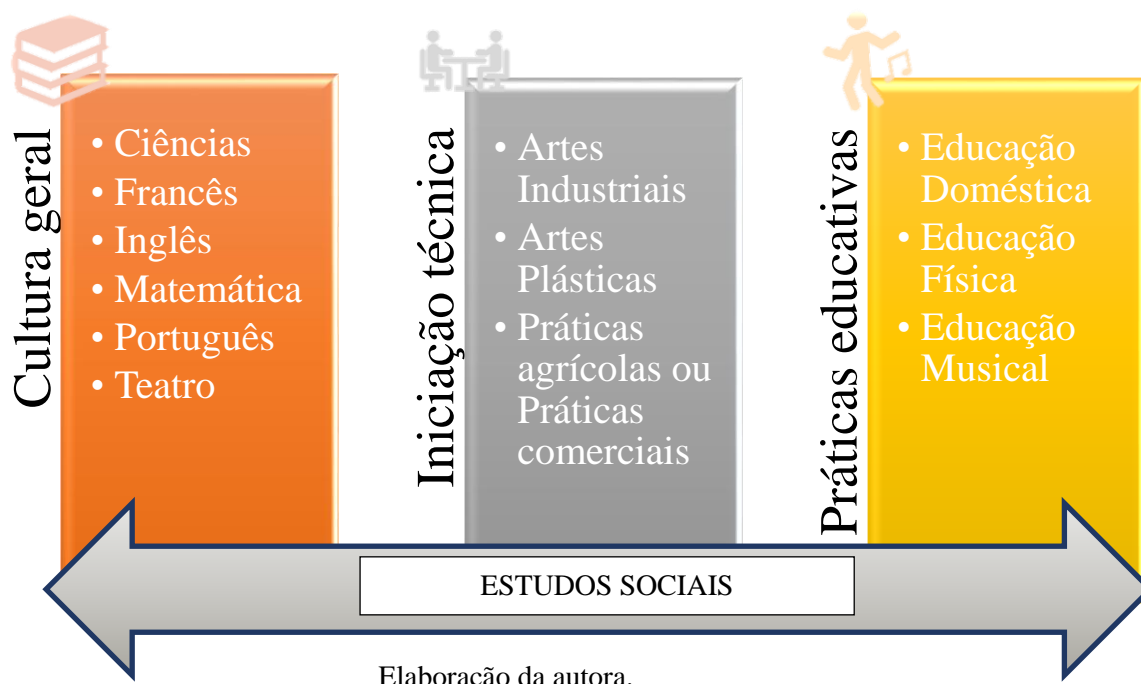 Cultura geral
• Ciências
• Francês
• Inglês
• Matemática
• Português
• Teatro
Iniciação técnica
• Artes
Industriais
• Artes
Plásticas
• Práticas
agrícolas ou
Práticas
comerciais
Práticas educativas
• Educação
Doméstica
• Educação
Física
• Educação
Musical
ESTUDOS SOCIAIS
Elaboração da autora.